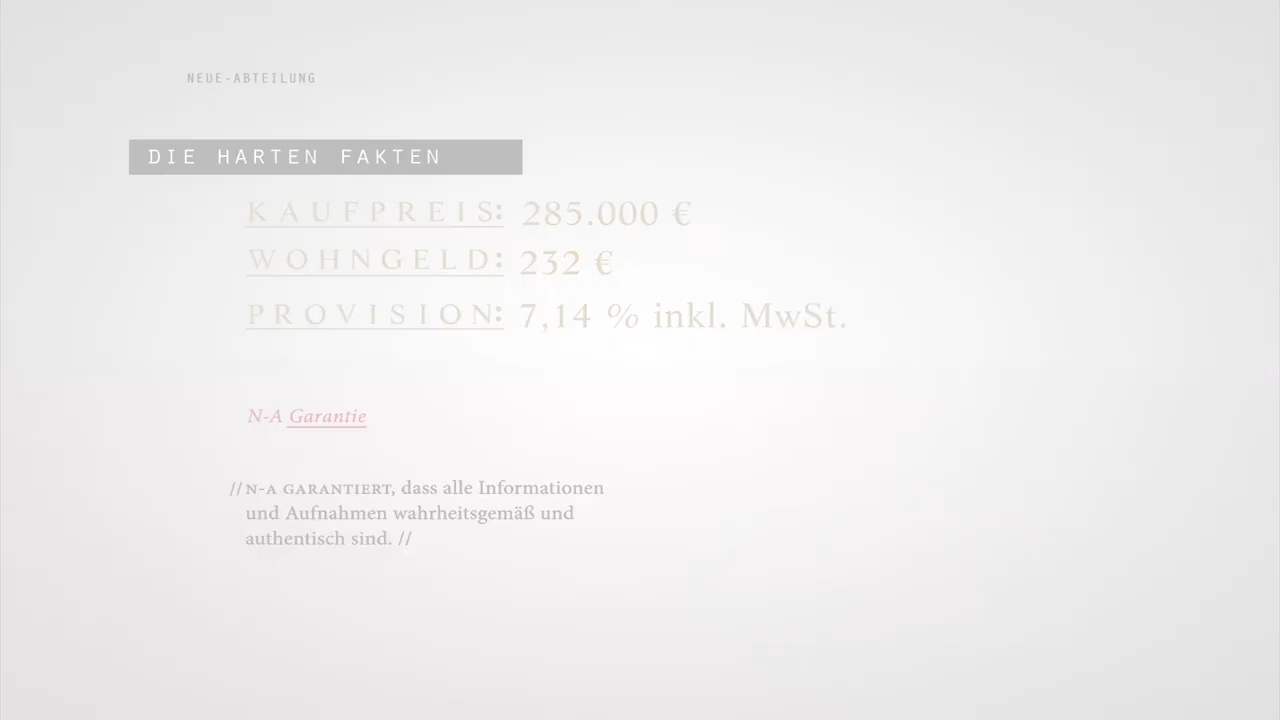 NEUE-ABTEILUNG
DIE HARTEN FAKTEN
KAUFPREIS: 285.000 €
WOHNGELD: 232 €
PROVISION: 7,14 % inkl. MwSt.
N-A Garantie
//N-A GARANTIERT, dass alle Informationen
und Aufnahmen wahrheitsgemäß und
authentisch sind. //